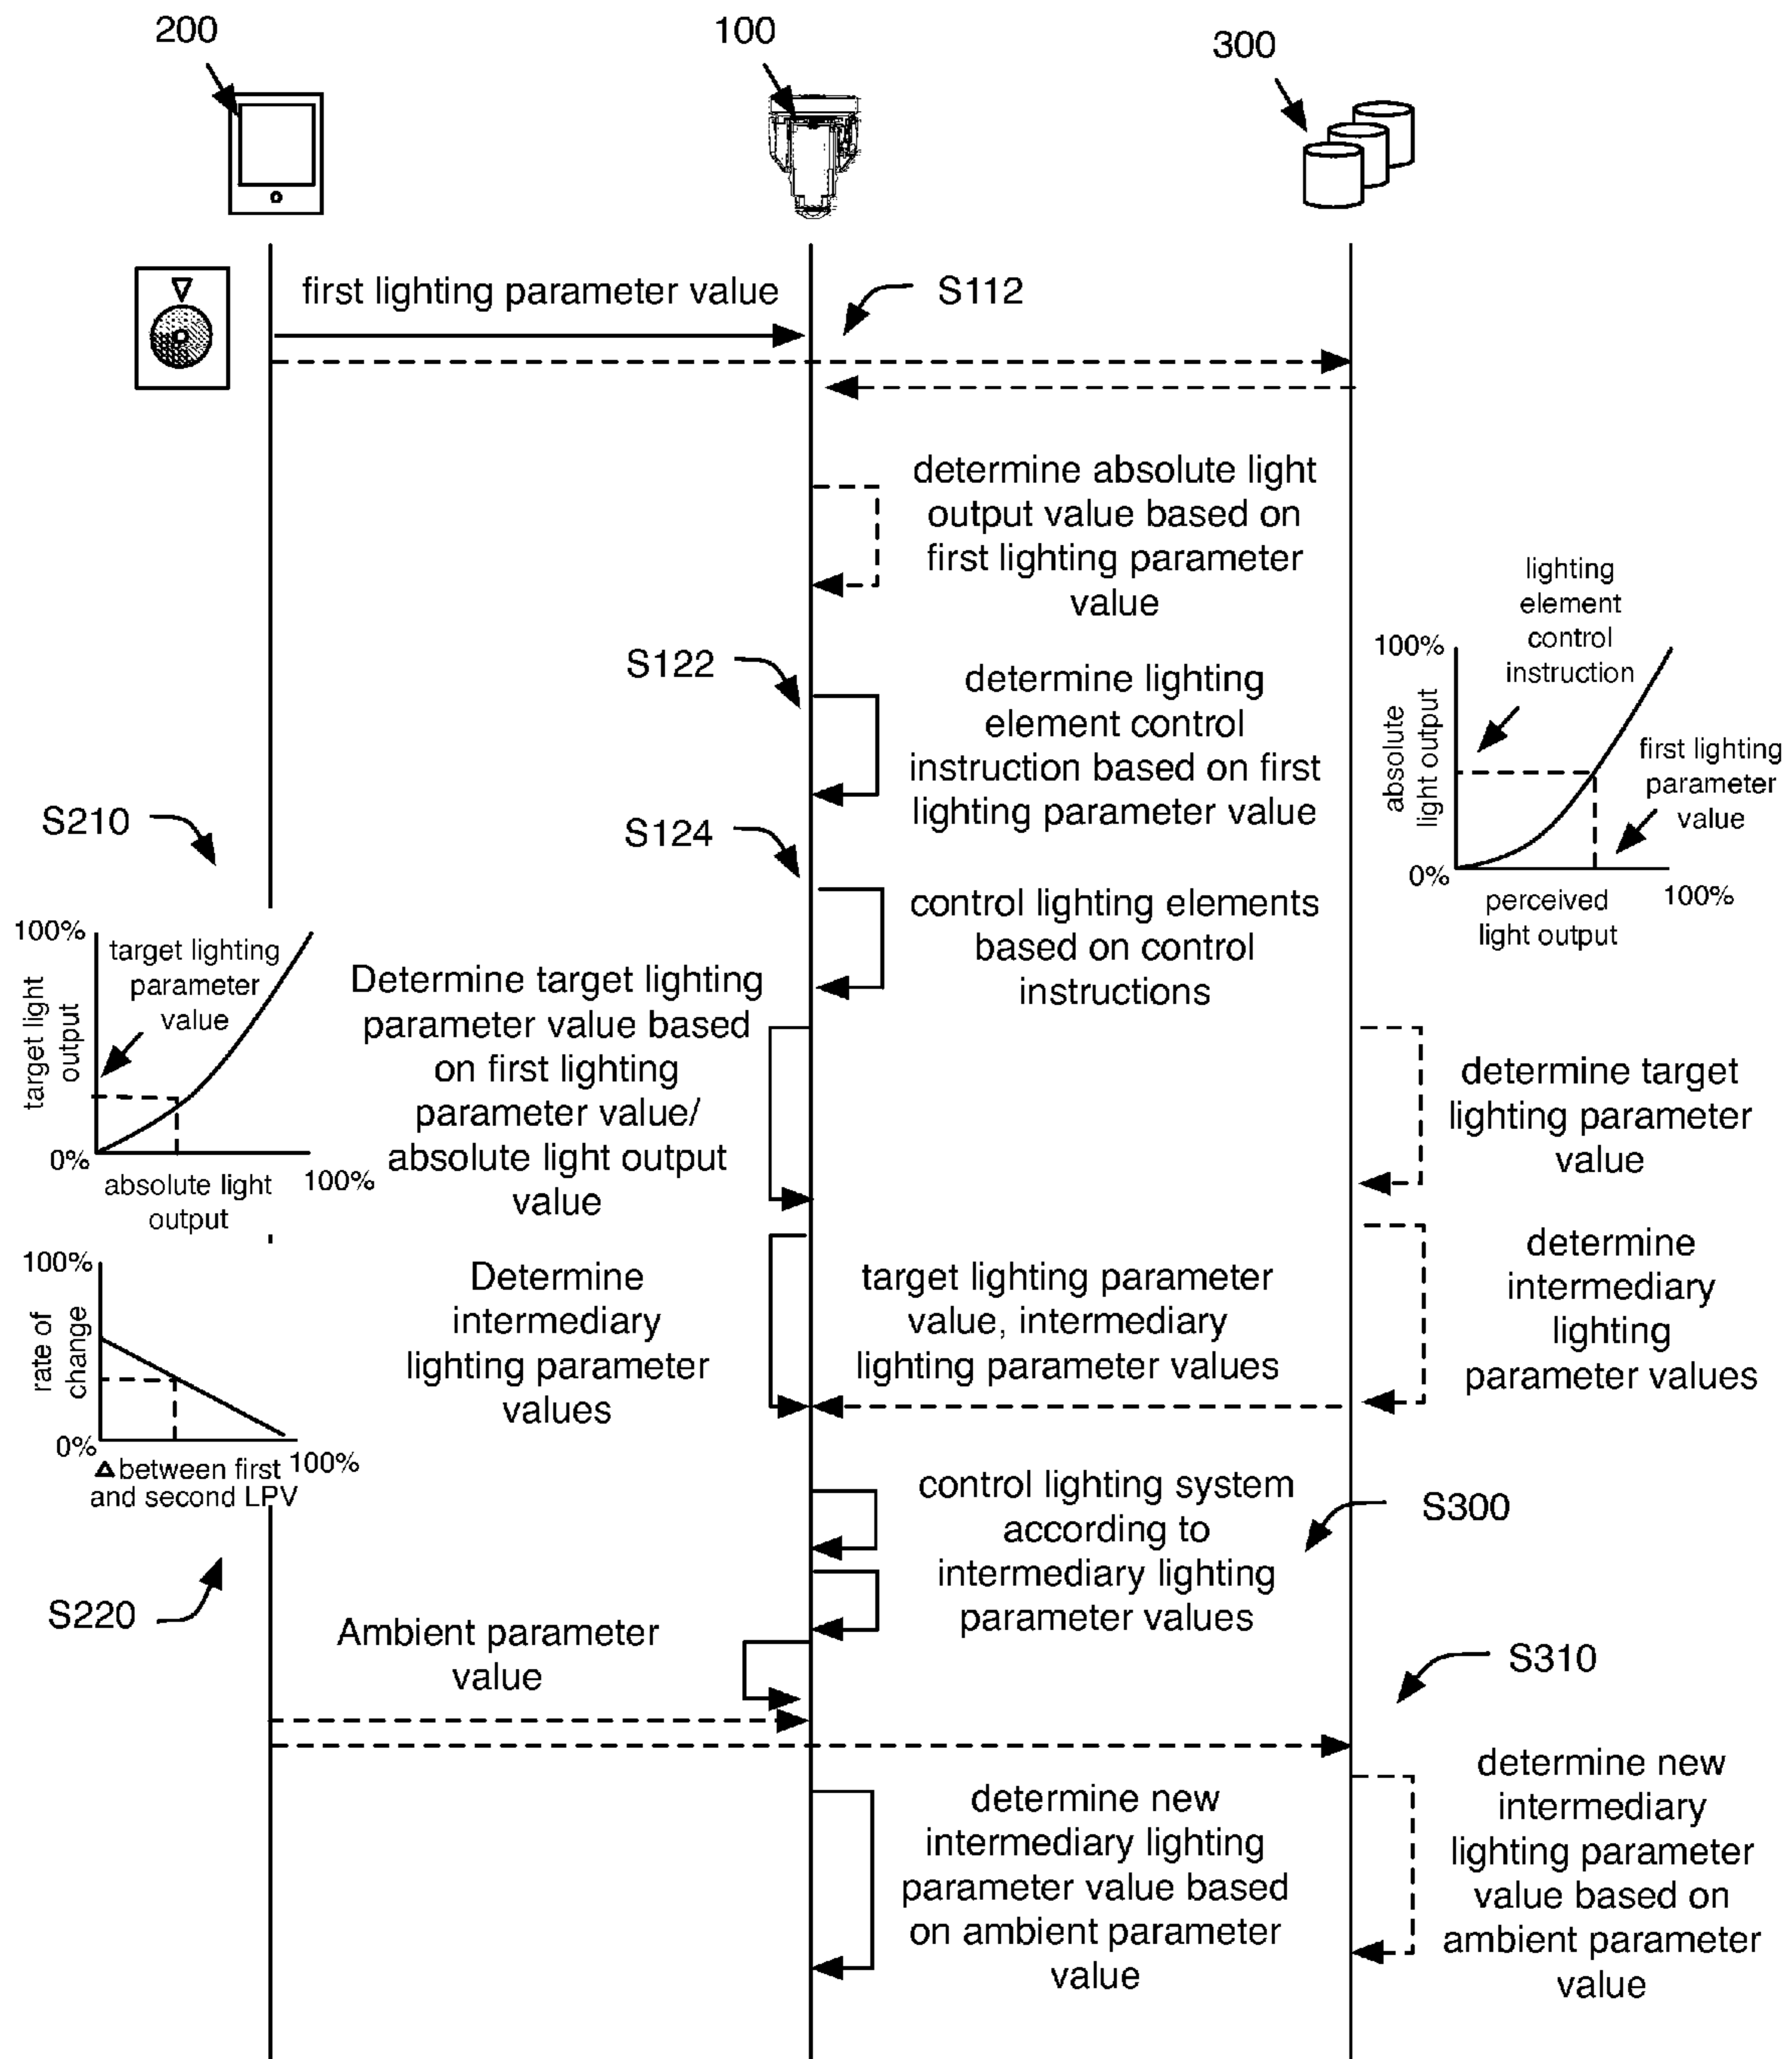 200
100
300
first lighting parameter value
S112
determine absolute light
output value based on
first lighting parameter
value
lighting
element
control
instruction
100%
absolute
light output
first lighting
parameter
value
0%
perceived
light output
100%
S122
determine lighting
element control
instruction based on first
lighting parameter value
S210
S124
control lighting elements
based on control
instructions
100%
target lighting
parameter
value
target light
output
0%
absolute light
output
100%
Determine target lighting
parameter value based
on first lighting
parameter value/
absolute light output
value
determine target
lighting parameter
value
100%
rate of
change
0%
Δ between first
and second LPV
100%
Determine
intermediary
lighting parameter
values
target lighting parameter
value, intermediary
lighting parameter values
determine
intermediary
lighting
parameter values
control lighting system
according to
intermediary lighting
parameter values
S300
S220
Ambient parameter
value
S310
determine new
intermediary lighting
parameter value based
on ambient parameter
value
determine new
intermediary
lighting parameter
value based on
ambient parameter
value